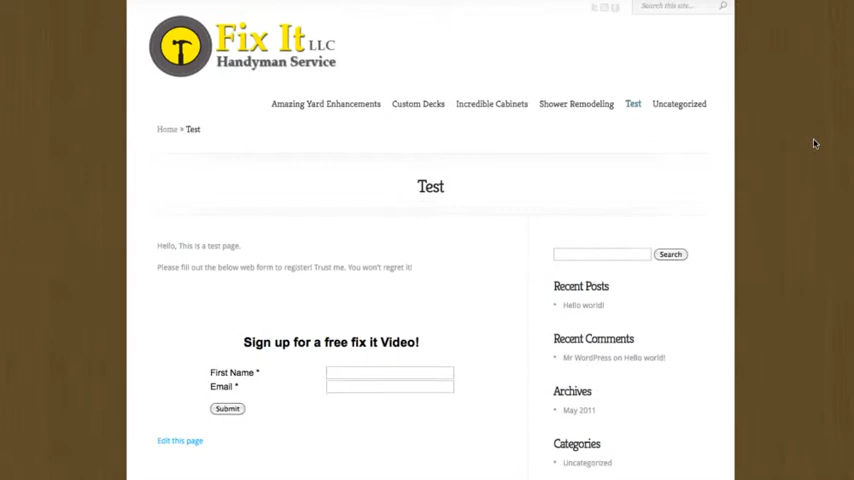 Search this site...
Fix It LLC
Handyman Service
Amazing Yard Enhancements Custom Decks Incredible Cabinets Shower Remodeling Test Uncategorized
Home » Test
Test
Hello, This is a test page.
Please fill out the below web form to register! Trust me. You won't regret it!
Sign up for a free fix it Video!
First Name *
Email *
Submit
Edit this page
Search
Recent Posts
Hello world!
Recent Comments
Mr WordPress on Hello world!
Archives
May 2011
Categories
Uncategorized